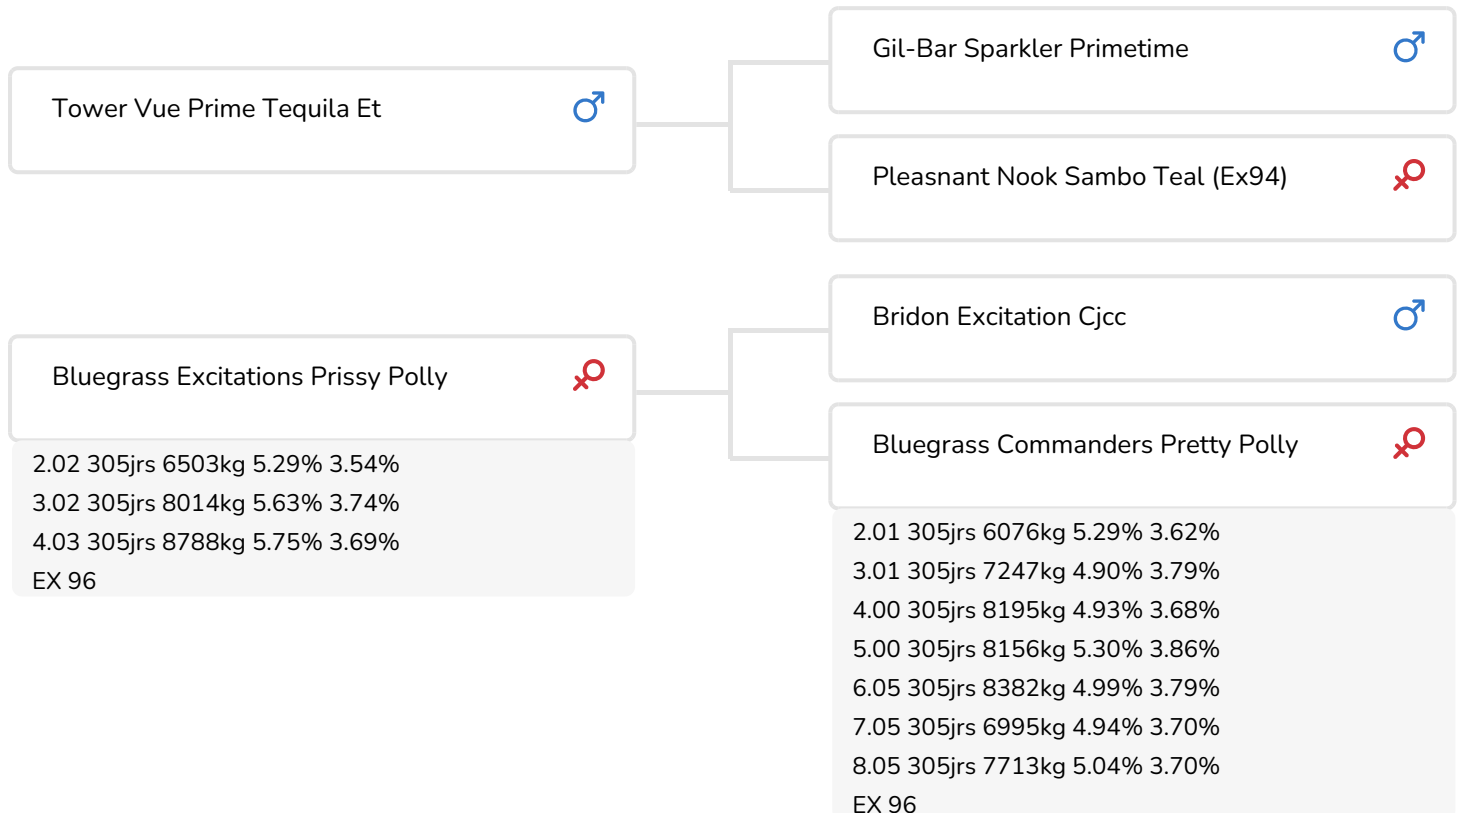 Tower Vue Prime Tequila Et
Gil-Bar Sparkler Primetime
Pleasnant Nook Sambo Teal (Ex94)
Bluegrass Excitations Prissy Polly
2.02 305jrs 6503kg 5.29% 3.54%
3.02 305jrs 8014kg 5.63% 3.74%
4.03 305jrs 8788kg 5.75% 3.69%
EX 96
Bridon Excitation Cjcc
Bluegrass Commanders Pretty Polly
2.01 305jrs 6076kg 5.29% 3.62%
3.01 305jrs 7247kg 4.90% 3.79%
4.00 305jrs 8195kg 4.93% 3.68%
5.00 305jrs 8156kg 5.30% 3.86%
6.05 305jrs 8382kg 4.99% 3.79%
7.05 305jrs 6995kg 4.94% 3.70%
8.05 305jrs 7713kg 5.04% 3.70%
EX 96